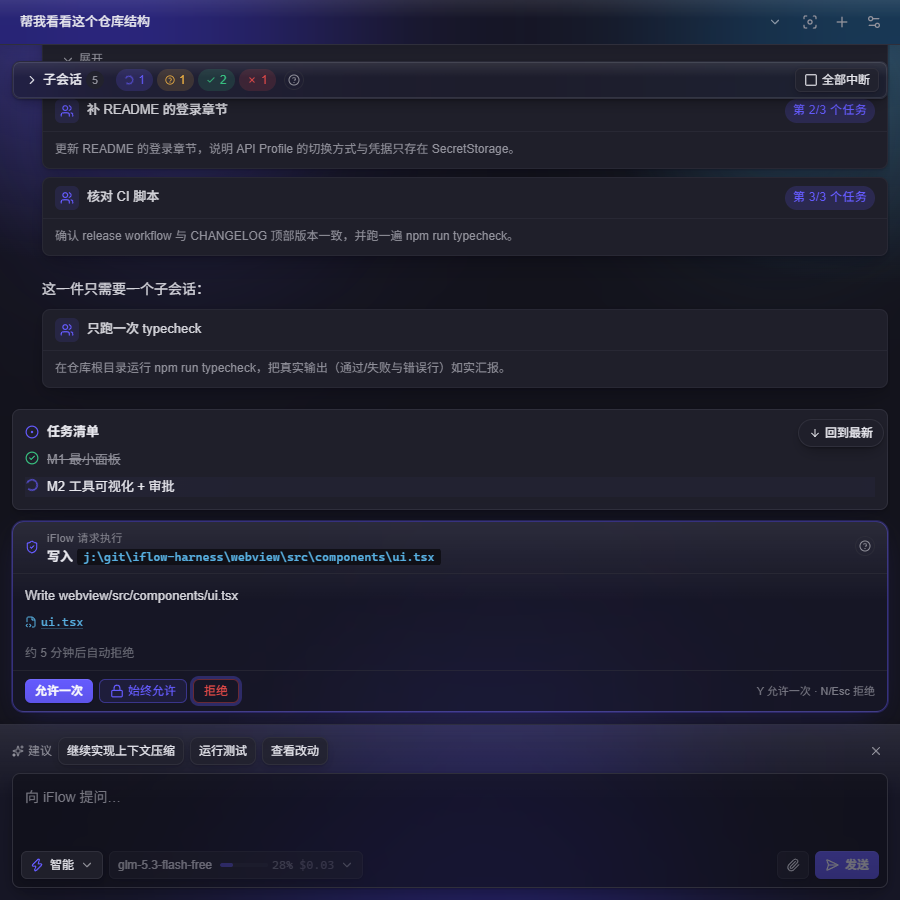 帮我看看这个仓库结构
展开
子会话 5 1 1 2 1 全部中断
补 README 的登录章节 第 2/3 个任务
更新 README 的登录章节，说明 API Profile 的切换方式与凭据只存在 SecretStorage。
核对 CI 脚本 第 3/3 个任务
确认 release workflow 与 CHANGELOG 顶部版本一致，并跑一遍 npm run typecheck。
这一件只需要一个子会话：
只跑一次 typecheck
在仓库根目录运行 npm run typecheck，把真实输出（通过/失败与错误行）如实汇报。
任务清单 回到最新
M1 最小面板
M2 工具可视化 + 审批
iFlow 请求执行
写入 j:\git\iflow-harness\webview\src\components\ui.tsx
Write webview/src/components/ui.tsx
ui.tsx
约 5 分钟后自动拒绝
允许一次 始终允许 拒绝 Y 允许一次 · N/Esc 拒绝
建议 继续实现上下文压缩 运行测试 查看改动
向 iFlow 提问…
智能 glm-5.3-flash-free 28% $0.03 发送